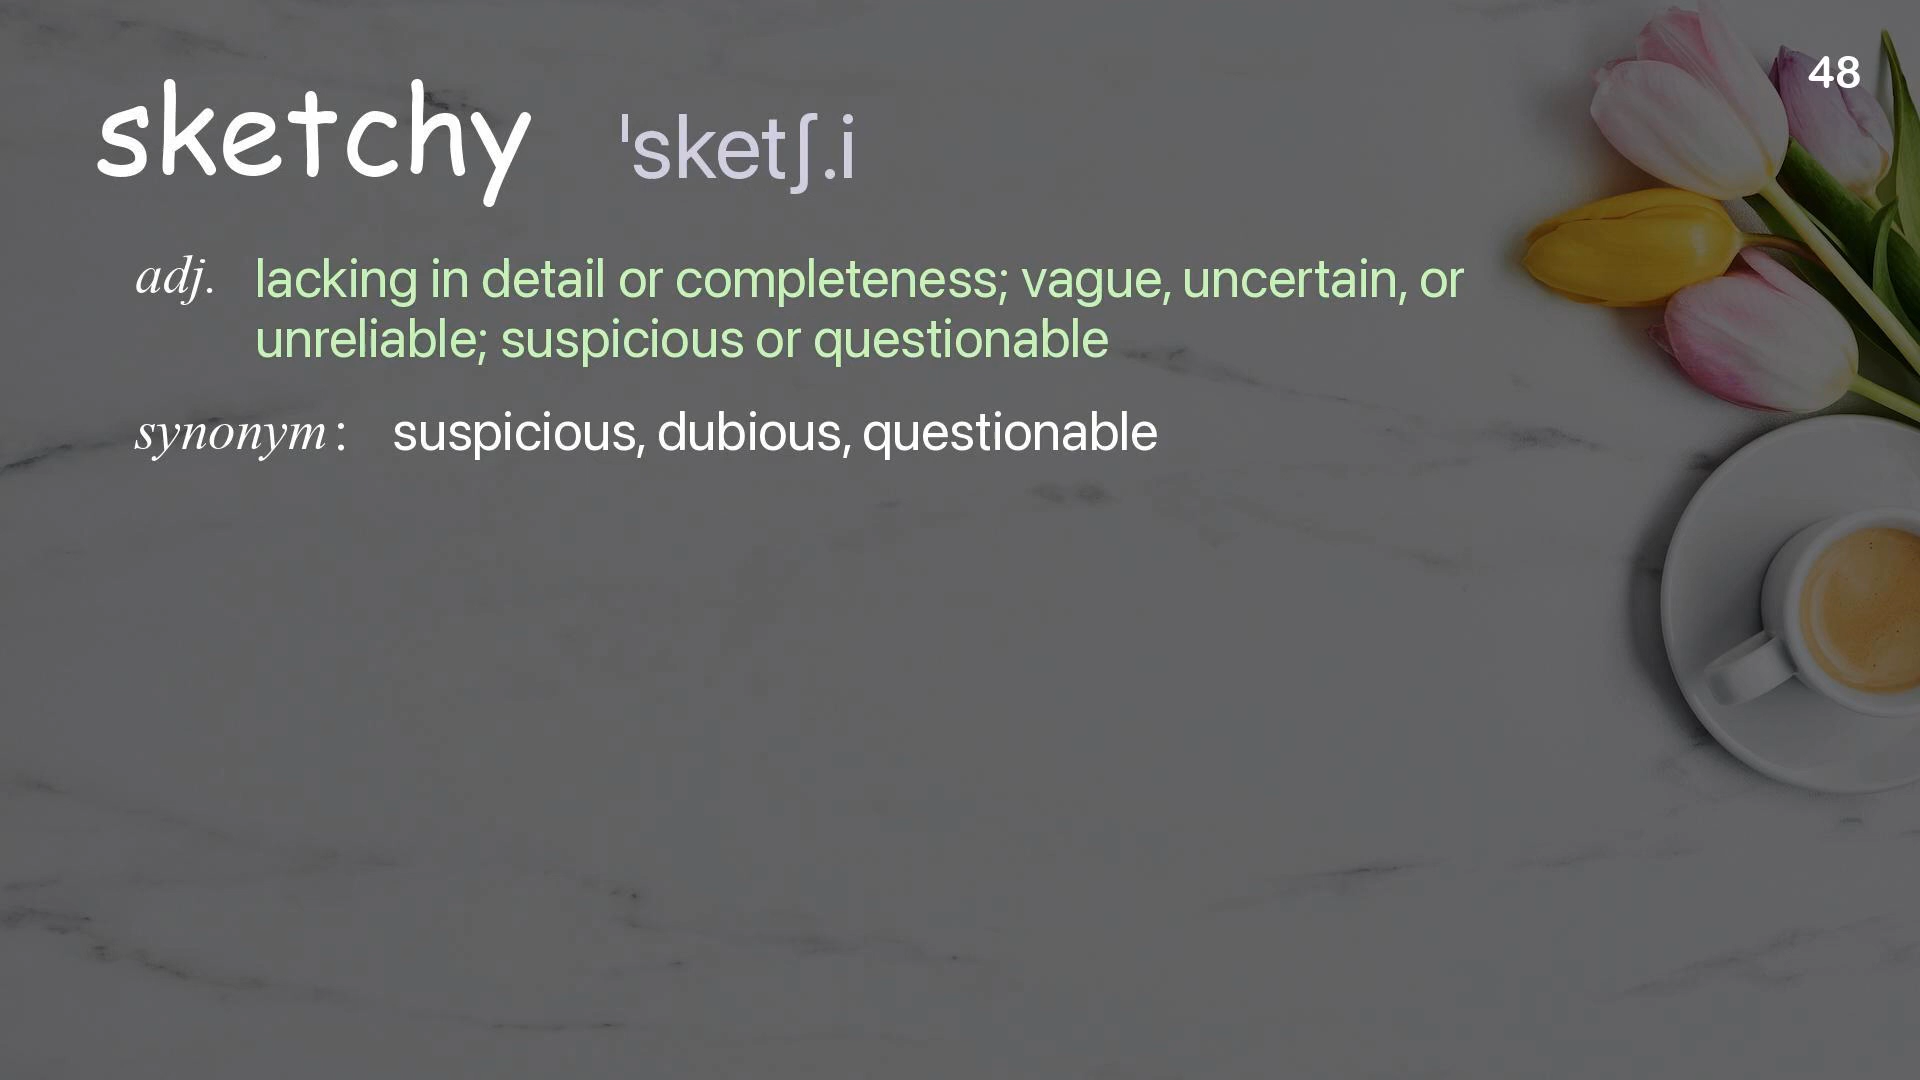 48
sketchy ˈsketʃ.i
adj. lacking in detail or completeness; vague, uncertain, or
unreliable; suspicious or questionable
synonym: suspicious, dubious, questionable